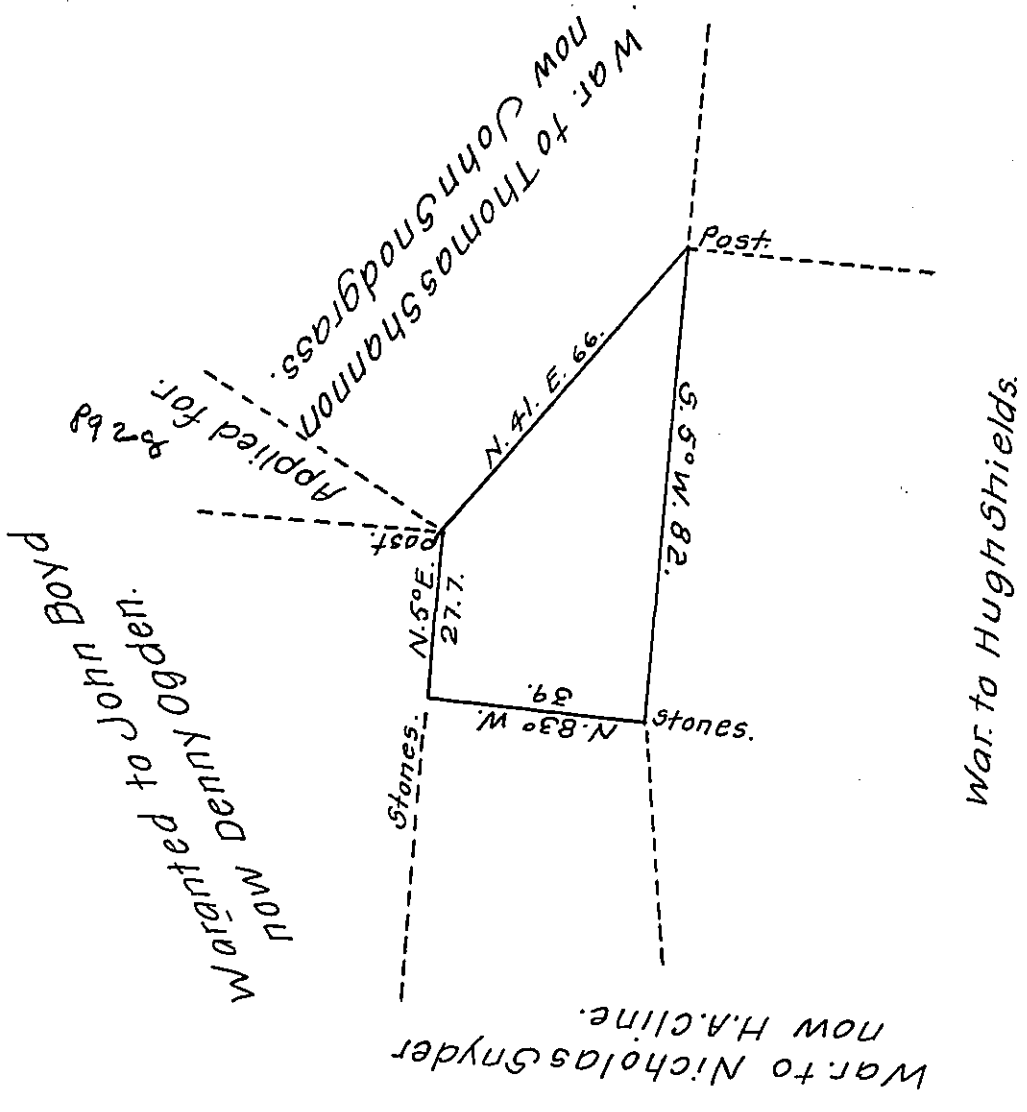 War. to Thomas Shannon
now John Snodgrass.
Applied for.
Waranted to John Boyd
now Denny Ogden.
Post.
N. 41. E. 66.
Post.
N. 5° E.
27.7.
S. 5° W. 82.
N. 83° W.
39.
Stones.
Stones.
War. to Hugh Shields.
War. to Nicholas Snyder
now H.A. Cline.